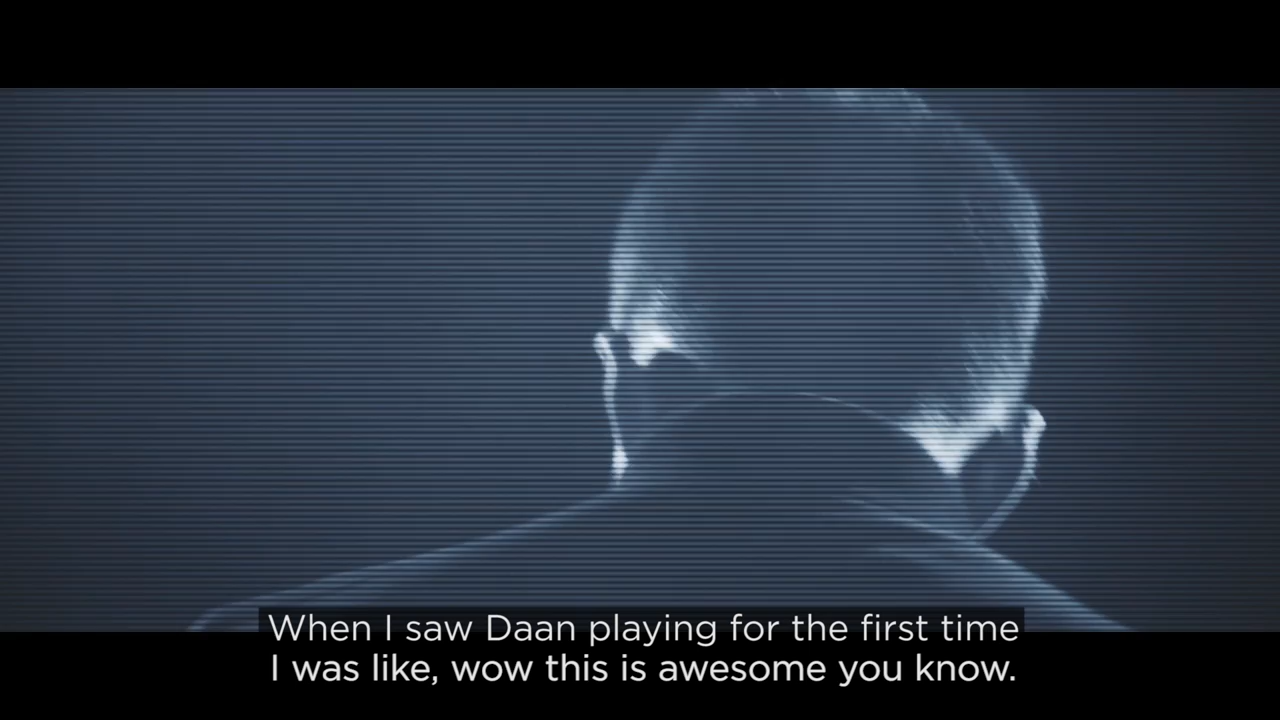 When I saw Daan playing for the first time
I was like, wow this is awesome you know.